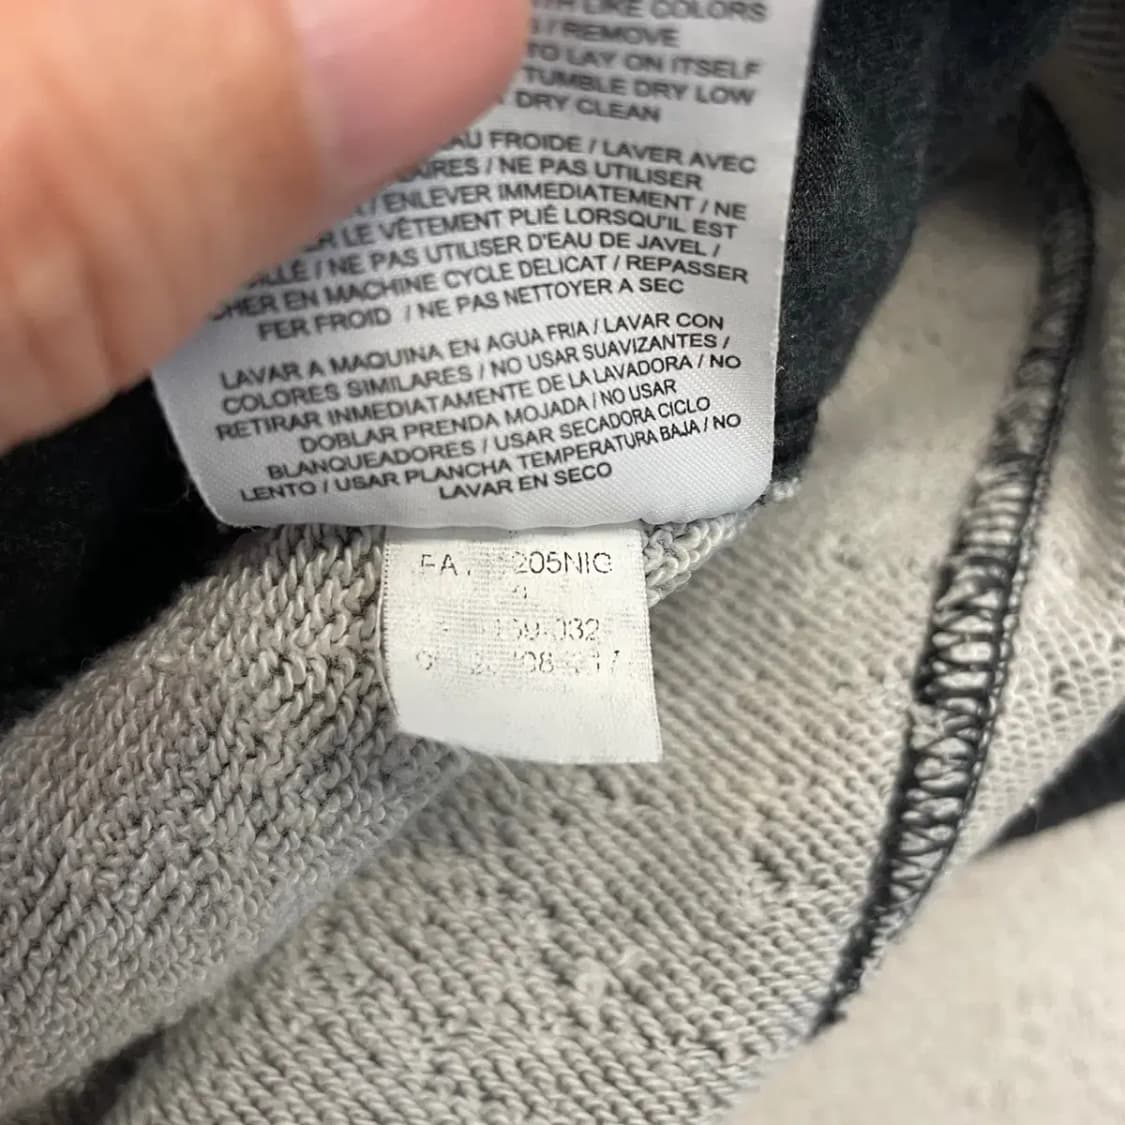 LIKE COLORS
/ REMOVE
TO LAY ON ITSELF
TUMBLE DRY LOW
DRY CLEAN
FROIDE / LAVER AVEC
/ NE PAS UTILISER
/ ENLEVER IMMEDIATEMENT / NE
LE VÊTEMENT PLIÉ LORSQU'IL EST
/ NE PAS UTILISER D'EAU DE JAVEL /
EN MACHINE CYCLE DELICAT / REPASSER
FER FROID / NE PAS NETTOYER A SEC
LAVAR A MAQUINA EN AGUA FRIA / LAVAR CON
COLORES SIMILARES / NO USAR SUAVIZANTES /
RETIRAR INMEDIATAMENTE DE LA LAVADORA / NO
DOBLAR PRENDA MOJADA / NO USAR
BLANQUEADORES / USAR SECADORA CICLO
LENTO / USAR PLANCHA TEMPERATURA BAJA / NO
LAVAR EN SECO
FA. 205NIG